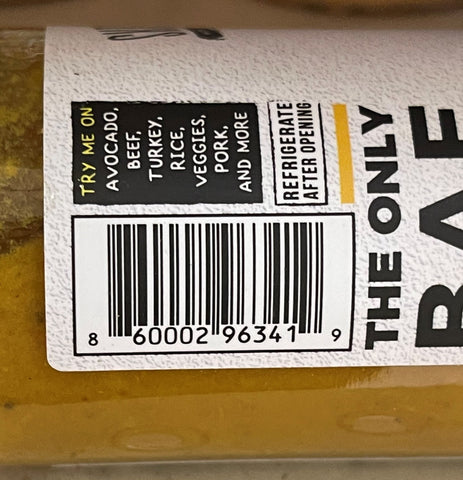 TRY ME ON
AVOCADO,
BEEF,
TURKEY,
RICE,
VEGGIES,
PORK,
AND MORE
REFRIGERATE
AFTER OPENING
THE ONLY
8 60002 96341 9